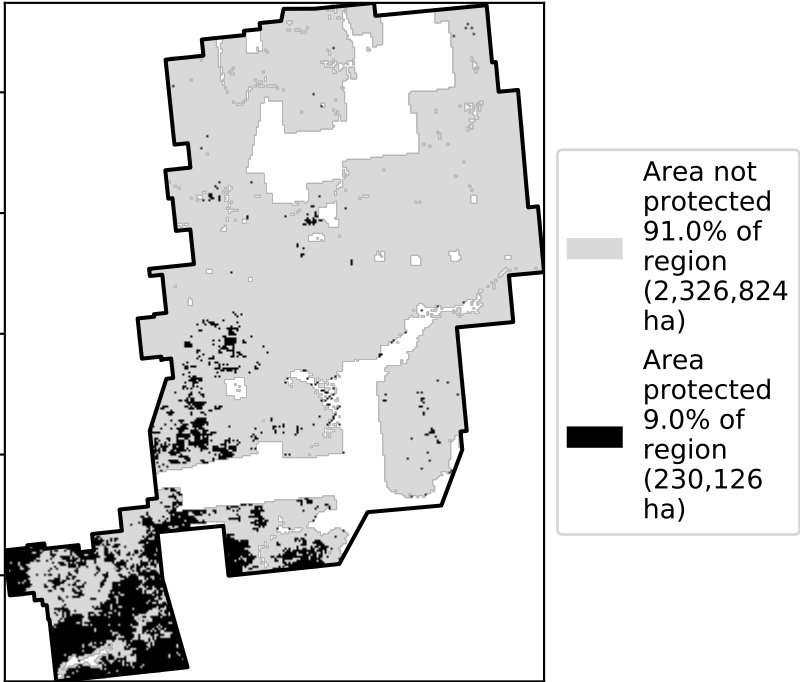 Area not
protected
91.0% of
region
(2,326,824
ha)
Area
protected
9.0% of
region
(230,126
ha)